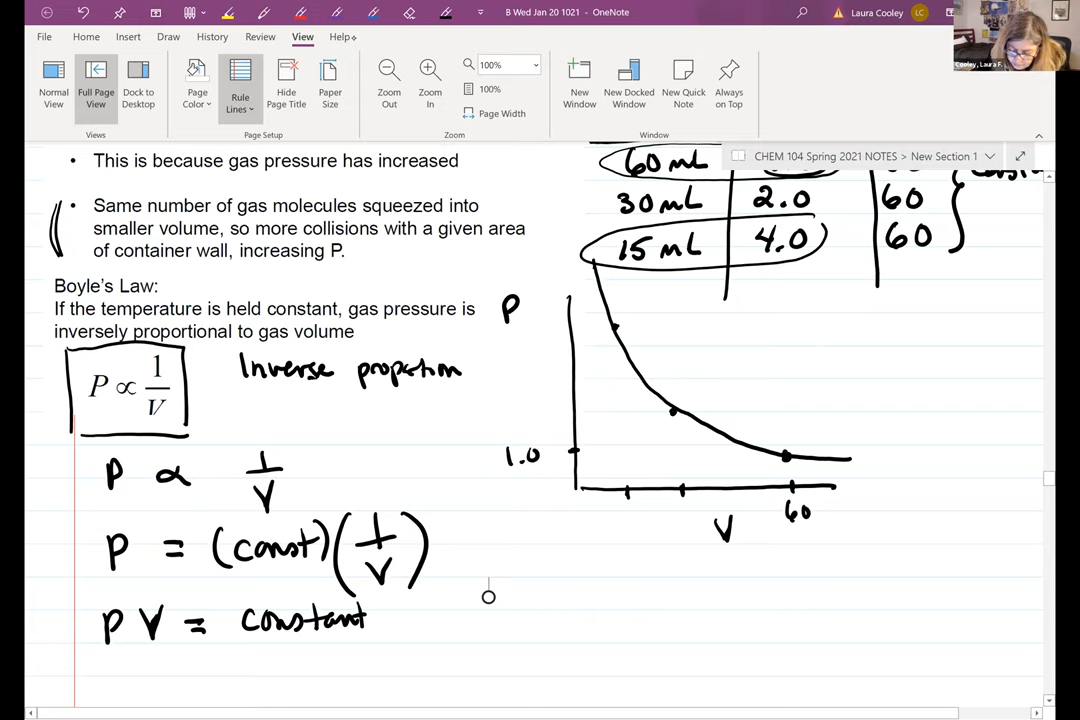 B Wed Jan 20 1021 - OneNote
Laura Cooley
LC
File Home Insert Draw History Review View Help
Normal View
Full Page View
Dock to Desktop
Page Color
Rule Lines
Hide Page Title
Paper Size
Zoom Out
Zoom In
100%
100%
Page Width
New Window
New Docked Window
New Quick Note
Always on Top
Views
Page Setup
Zoom
Window
Cooley, Laura F.
CHEM 104 Spring 2021 NOTES > New Section 1
• This is because gas pressure has increased
• Same number of gas molecules squeezed into
smaller volume, so more collisions with a given area
of container wall, increasing P.
Boyle's Law:
If the temperature is held constant, gas pressure is
inversely proportional to gas volume
P ∝ 1/V
Inverse propotion
P ∝ 1/V
P = (const)(1/V)
PV = constant
60 mL
30 mL 2.0 60
15 mL 4.0 60
P
1.0
60
V